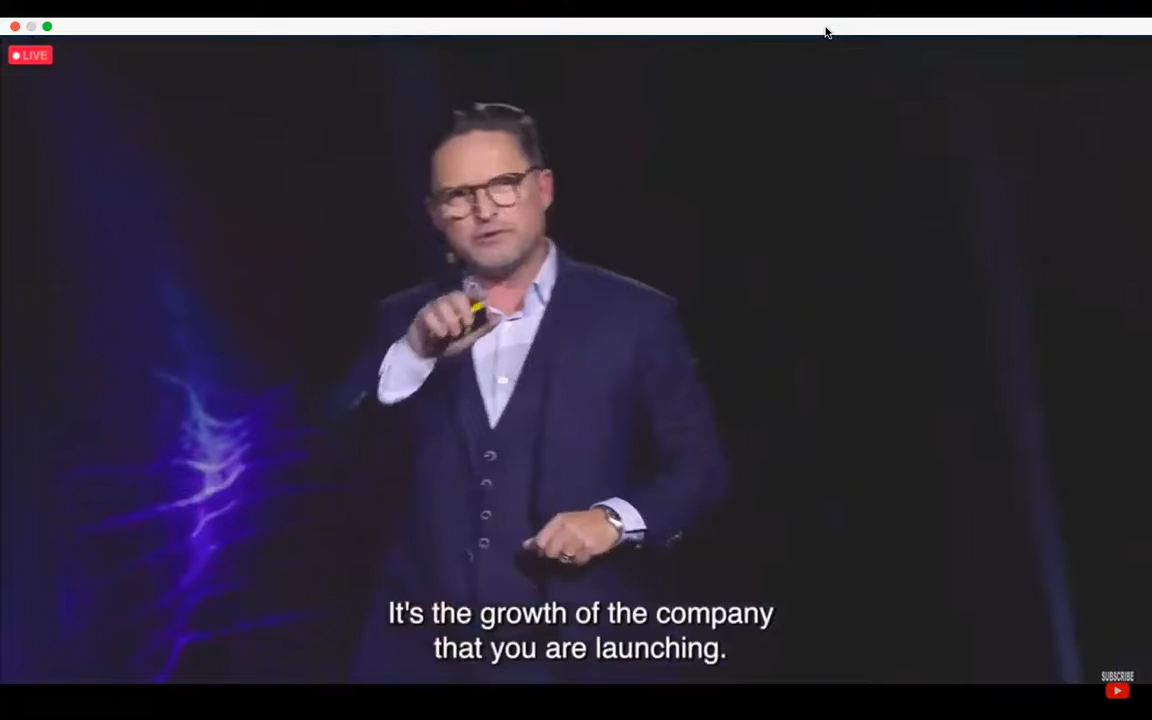 LIVE
It's the growth of the company
that you are launching.
SUBSCRIBE